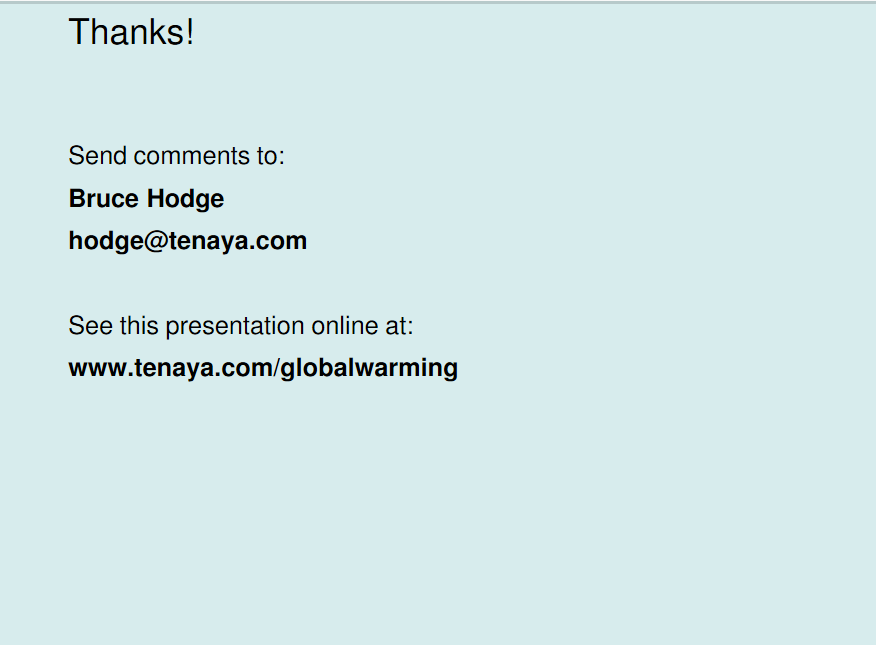 Thanks!
Send comments to:
Bruce Hodge
hodge@tenaya.com
See this presentation online at:
www.tenaya.com/globalwarming